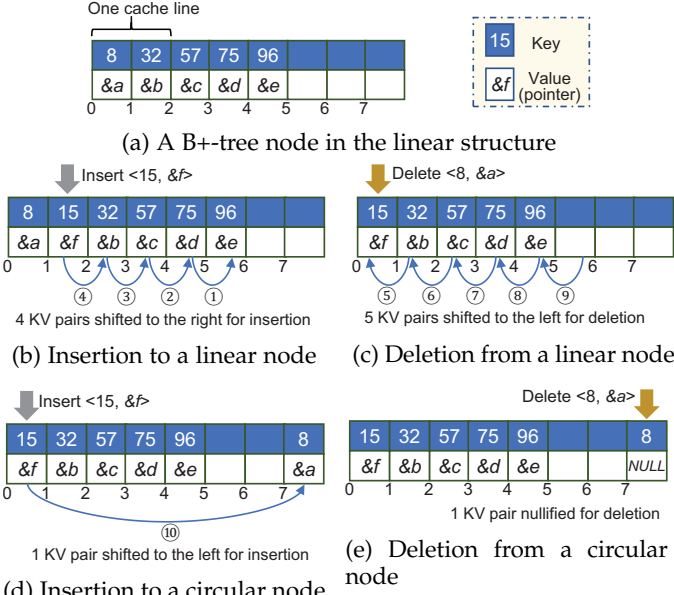 One cache line
8 32 57 75 96
&a &b &c &d &e
0 1 2 3 4 5 6 7
15 Key
&f Value
(pointer)
(a) A B+-tree node in the linear structure
Insert <15, &f>
8 15 32 57 75 96
&a &f &b &c &d &e
0 1 2 3 4 5 6 7
④ ③ ② ①
4 KV pairs shifted to the right for insertion
(b) Insertion to a linear node
Delete <8, &a>
15 32 57 75 96
&f &b &c &d &e
0 1 2 3 4 5 6 7
⑤ ⑥ ⑦ ⑧ ⑨
5 KV pairs shifted to the left for deletion
(c) Deletion from a linear node
Insert <15, &f>
15 32 57 75 96 8
&f &b &c &d &e &a
0 1 2 3 4 5 6 7
⑩
1 KV pair shifted to the left for insertion
(d) Insertion to a circular node
Delete <8, &a>
15 32 57 75 96 8
&f &b &c &d &e NULL
0 1 2 3 4 5 6 7
1 KV pair nullified for deletion
(e) Deletion from a circular
node